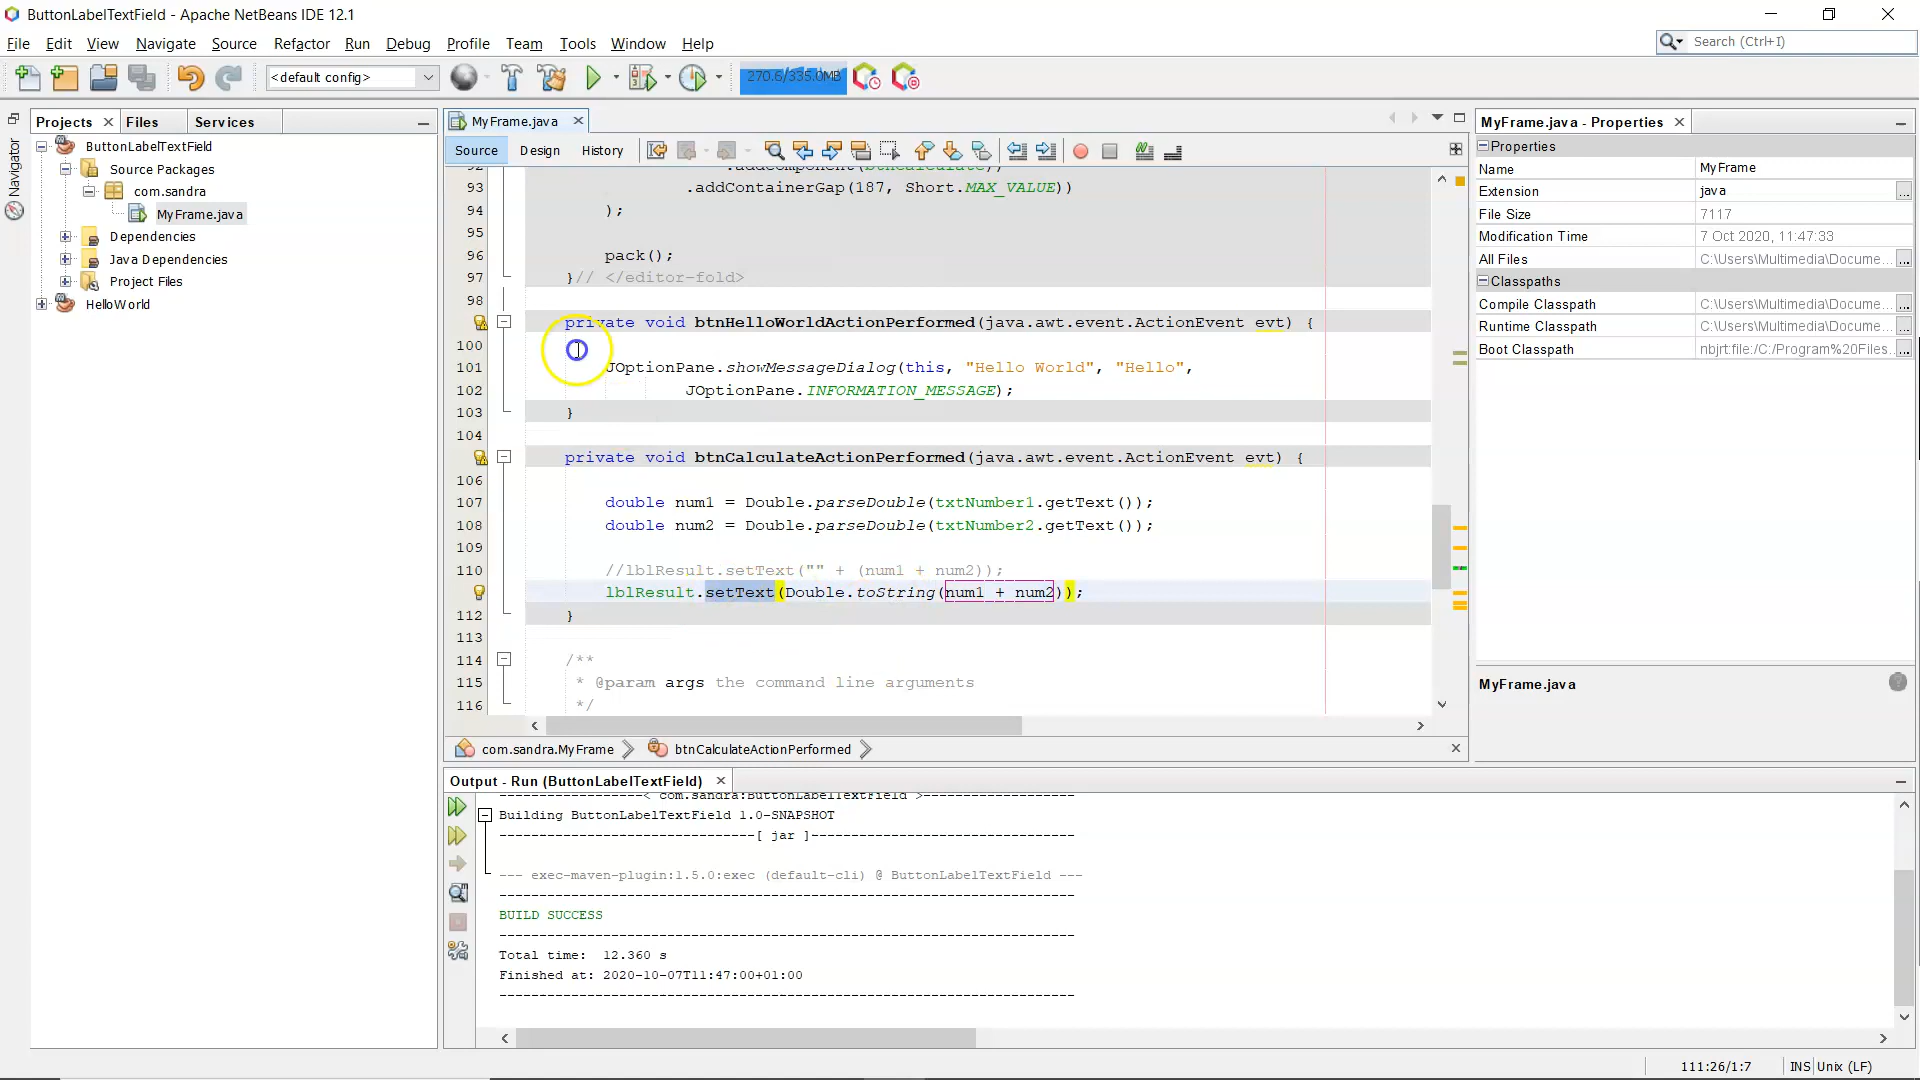 ButtonLabelTextField - Apache NetBeans IDE 12.1
File Edit View Navigate Source Refactor Run Debug Profile Team Tools Window Help
Search (Ctrl+I)
<default config>
270.6/335.0MB
Projects Files Services
Navigator
ButtonLabelTextField
Source Packages
com.sandra
MyFrame.java
Dependencies
Java Dependencies
Project Files
HelloWorld
MyFrame.java
Source Design History
92 .addComponent(btnCalculate))
93 .addContainerGap(187, Short.MAX_VALUE))
94 );
95
96 pack();
97 }// </editor-fold>
98
private void btnHelloWorldActionPerformed(java.awt.event.ActionEvent evt) {
100
101 JOptionPane.showMessageDialog(this, "Hello World", "Hello",
102 JOptionPane.INFORMATION_MESSAGE);
103 }
104
private void btnCalculateActionPerformed(java.awt.event.ActionEvent evt) {
106
107 double num1 = Double.parseDouble(txtNumber1.getText());
108 double num2 = Double.parseDouble(txtNumber2.getText());
109
110 //lblResult.setText("" + (num1 + num2));
lblResult.setText(Double.toString(num1 + num2));
112 }
113
114 /**
115 * @param args the command line arguments
116 */
com.sandra.MyFrame btnCalculateActionPerformed
MyFrame.java - Properties
Properties
Name MyFrame
Extension java ...
File Size 7117
Modification Time 7 Oct 2020, 11:47:33
All Files C:\Users\Multimedia\Docume... ...
Classpaths
Compile Classpath C:\Users\Multimedia\Docume... ...
Runtime Classpath C:\Users\Multimedia\Docume... ...
Boot Classpath nbjrt:file:/C:/Program%20Files... ...
MyFrame.java
Output - Run (ButtonLabelTextField)
------------------< com.sandra:ButtonLabelTextField >-------------------
Building ButtonLabelTextField 1.0-SNAPSHOT
--------------------------------[ jar ]---------------------------------
--- exec-maven-plugin:1.5.0:exec (default-cli) @ ButtonLabelTextField ---
------------------------------------------------------------------------
BUILD SUCCESS
------------------------------------------------------------------------
Total time: 12.360 s
Finished at: 2020-10-07T11:47:00+01:00
------------------------------------------------------------------------
111:26/1:7 INS Unix (LF)